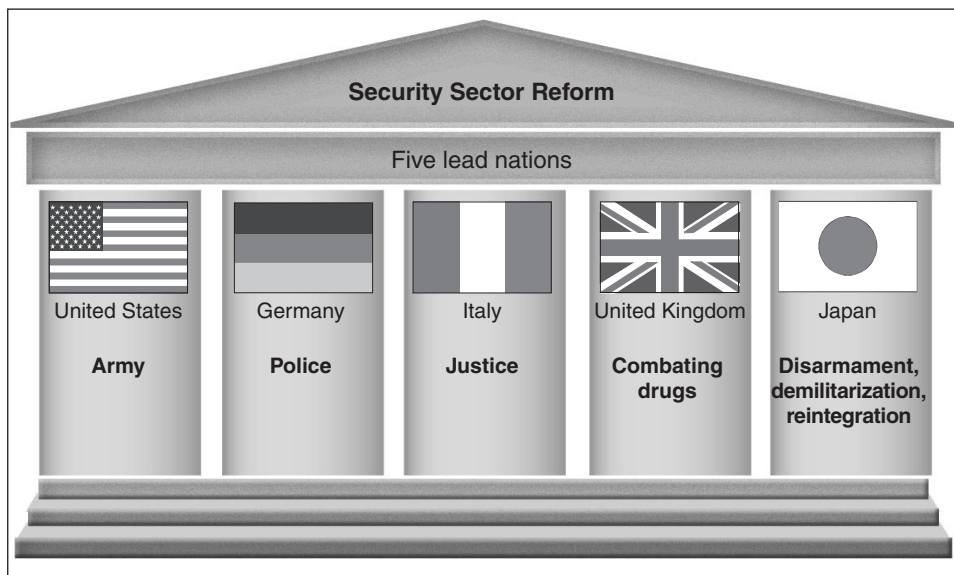 Security Sector Reform
Five lead nations
United States
Army
Germany
Police
Italy
Justice
United Kingdom
Combating
drugs
Japan
Disarmament,
demilitarization,
reintegration